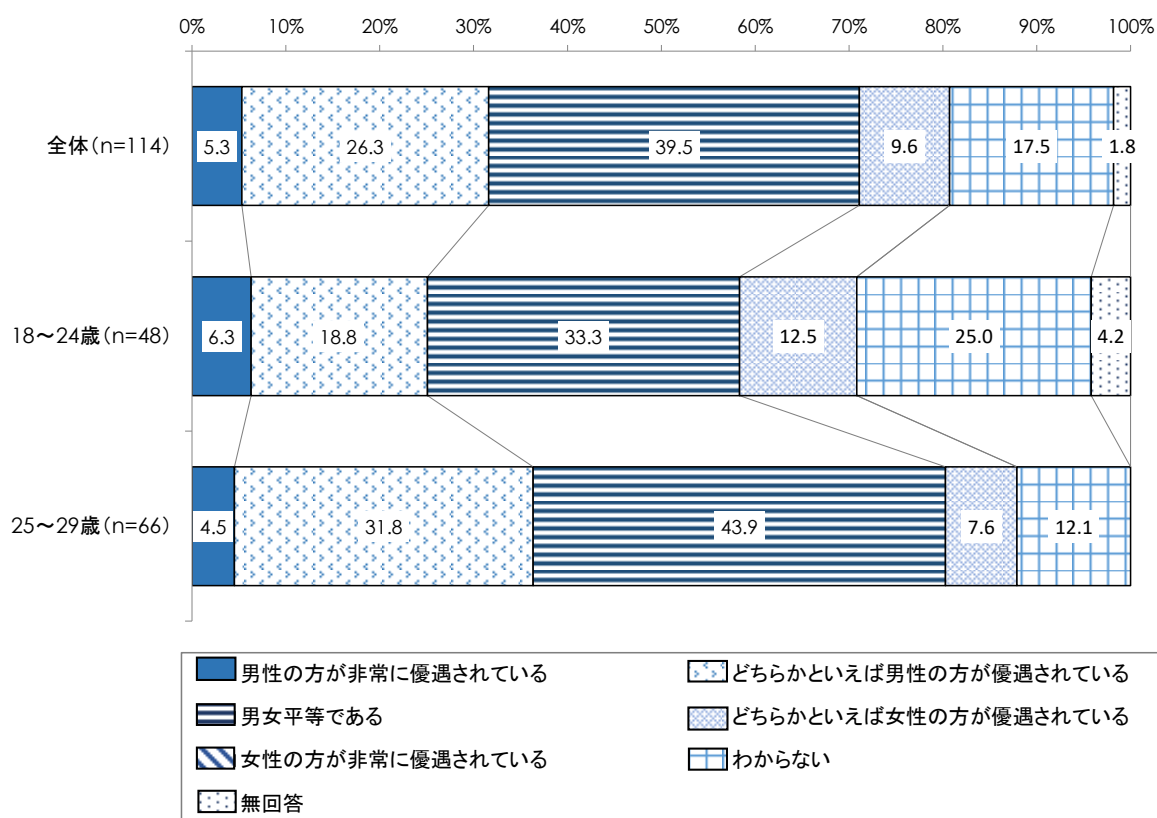 0% 10% 20% 30% 40% 50% 60% 70% 80% 90% 100%
全体(n=114) 5.3 26.3 39.5 9.6 17.5 1.8
18~24歳(n=48) 6.3 18.8 33.3 12.5 25.0 4.2
25~29歳(n=66) 4.5 31.8 43.9 7.6 12.1
男性の方が非常に優遇されている どちらかといえば男性の方が優遇されている
男女平等である どちらかといえば女性の方が優遇されている
女性の方が非常に優遇されている わからない
無回答